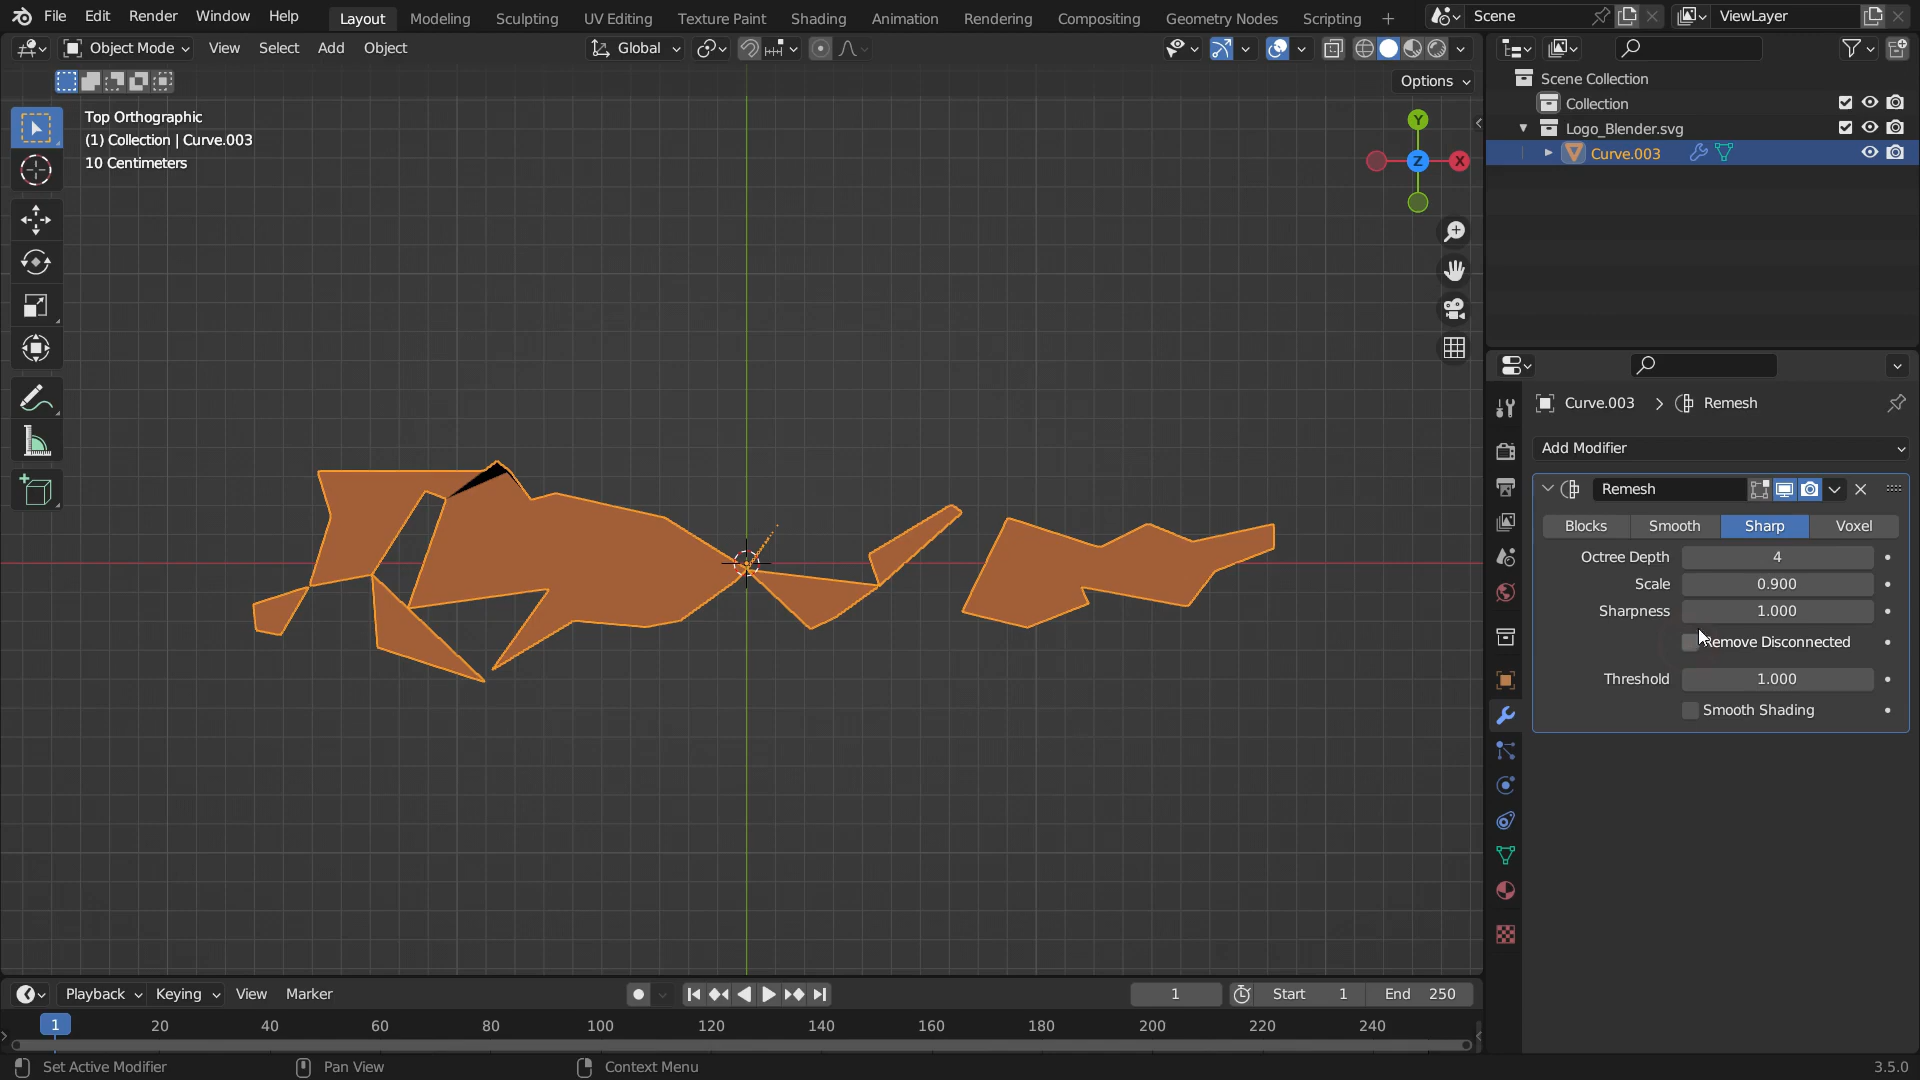 File Edit Render Window Help Layout Modeling Sculpting UV Editing Texture Paint Shading Animation Rendering Compositing Geometry Nodes Scripting + Scene ViewLayer
Object Mode View Select Add Object Global
Options
Top Orthographic
(1) Collection | Curve.003
10 Centimeters
Y
Z X
Scene Collection
Collection
Logo_Blender.svg
Curve.003
Curve.003 > Remesh
Add Modifier
Remesh
Blocks Smooth Sharp Voxel
Octree Depth 4
Scale 0.900
Sharpness 1.000
Remove Disconnected
Threshold 1.000
Smooth Shading
Playback Keying View Marker 1 Start 1 End 250
1 20 40 60 80 100 120 140 160 180 200 220 240
Set Active Modifier Pan View Context Menu 3.5.0